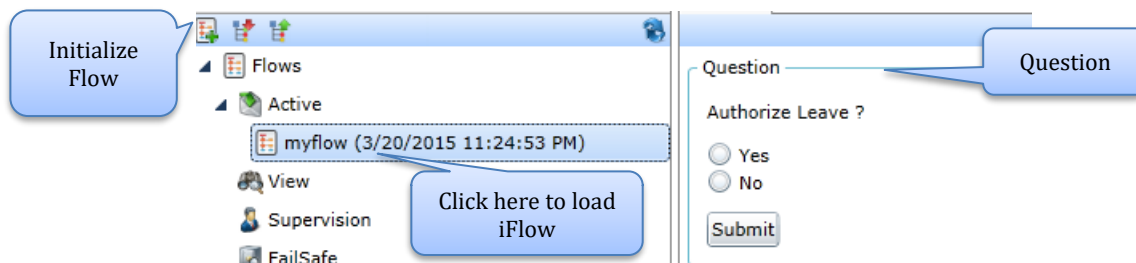 Initialize
Flow
Flows
Active
myflow (3/20/2015 11:24:53 PM)
View
Supervision
FailSafe
Click here to load
iFlow
Question
Question
Authorize Leave ?
Yes
No
Submit